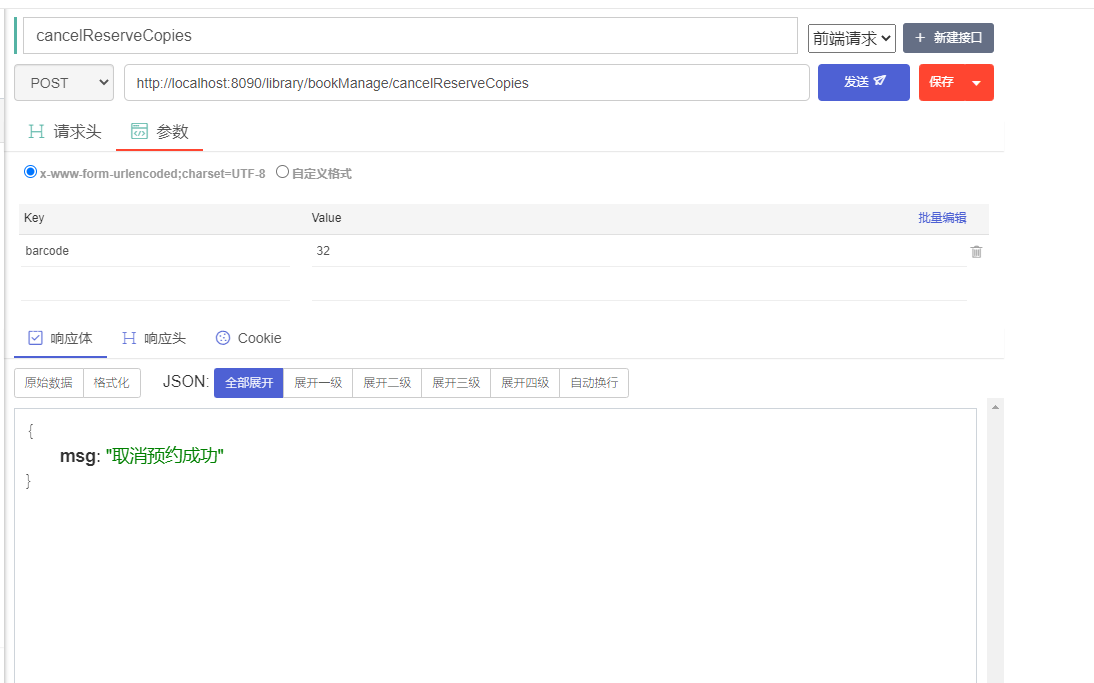 cancelReserveCopies
前端请求
+ 新建接口
POST
http://localhost:8090/library/bookManage/cancelReserveCopies
发送
保存
请求头
参数
x-www-form-urlencoded;charset=UTF-8
自定义格式
Key
Value
批量编辑
barcode
32
响应体
响应头
Cookie
原始数据
格式化
JSON:
全部展开
展开一级
展开二级
展开三级
展开四级
自动换行
{
msg: "取消预约成功"
}